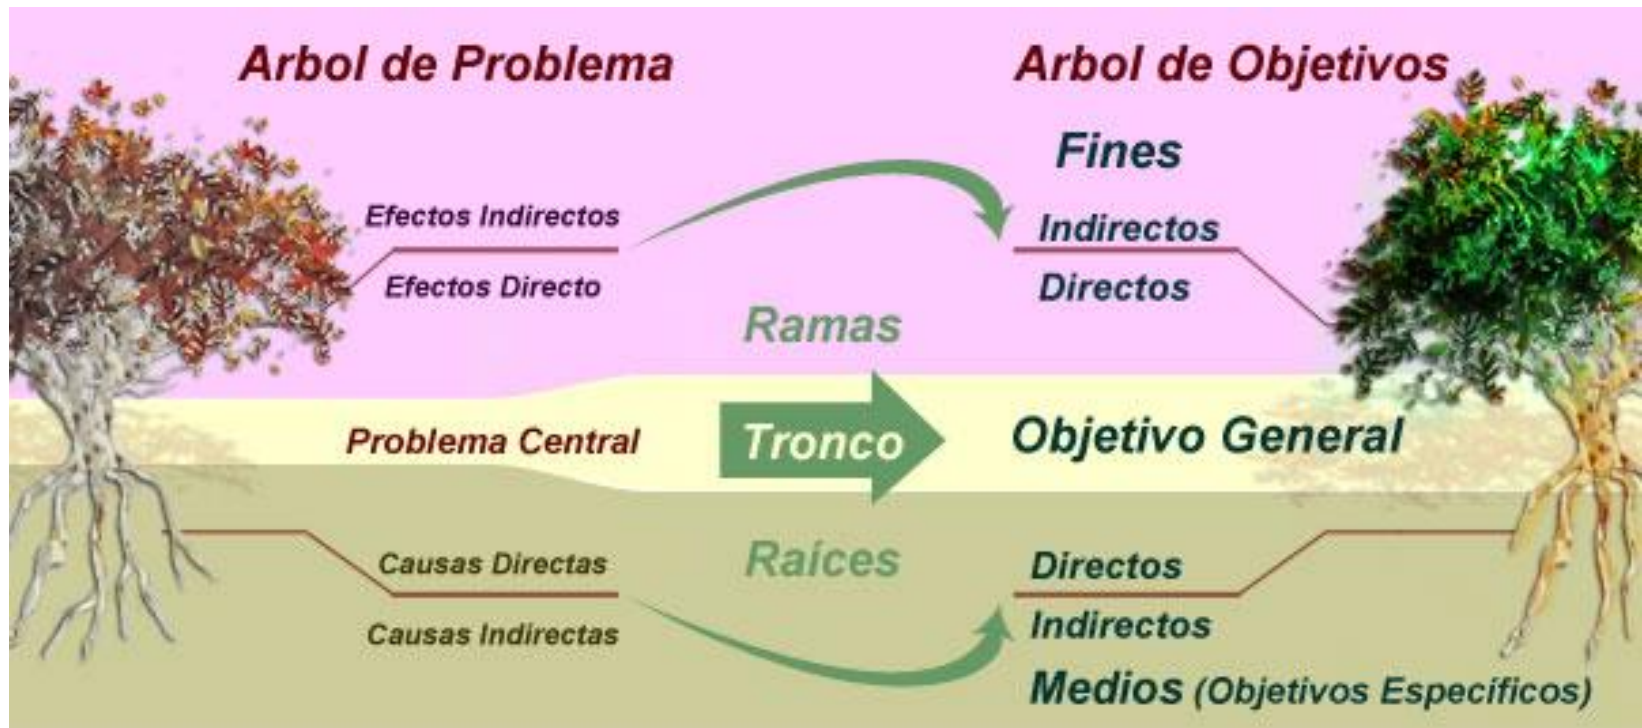 Arbol de Problema
Arbol de Objetivos
Fines
Efectos Indirectos
Indirectos
Efectos Directo
Directos
Ramas
Problema Central
Tronco
Objetivo General
Raíces
Causas Directas
Directos
Causas Indirectas
Indirectos
Medios (Objetivos Específicos)